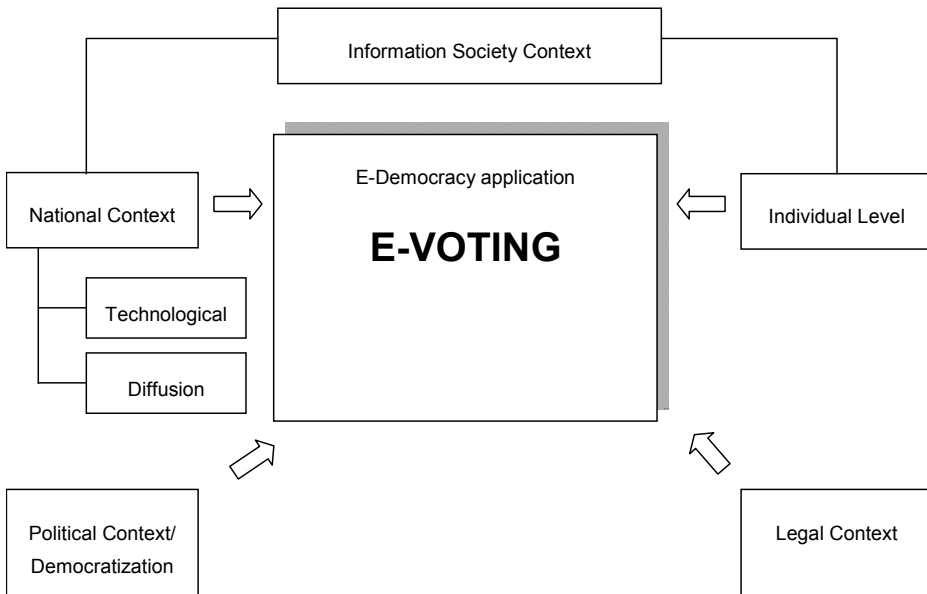 Information Society Context
E-Democracy application
E-VOTING
National Context
Individual Level
Technological
Diffusion
Political Context/
Democratization
Legal Context